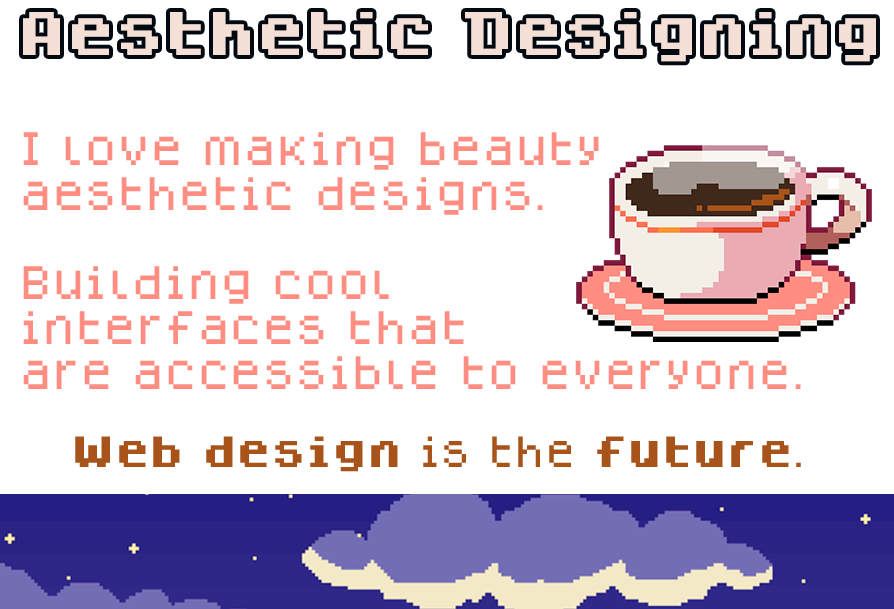 Aesthetic Designing
I love making beauty
aesthetic designs.
Building cool
interfaces that
are accessible to everyone.
Web design is the future.